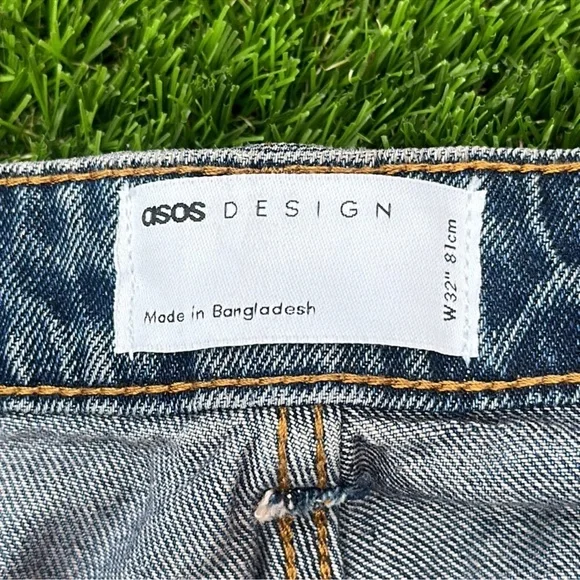 asos DESIGN
Made in Bangladesh
W32" 81cm